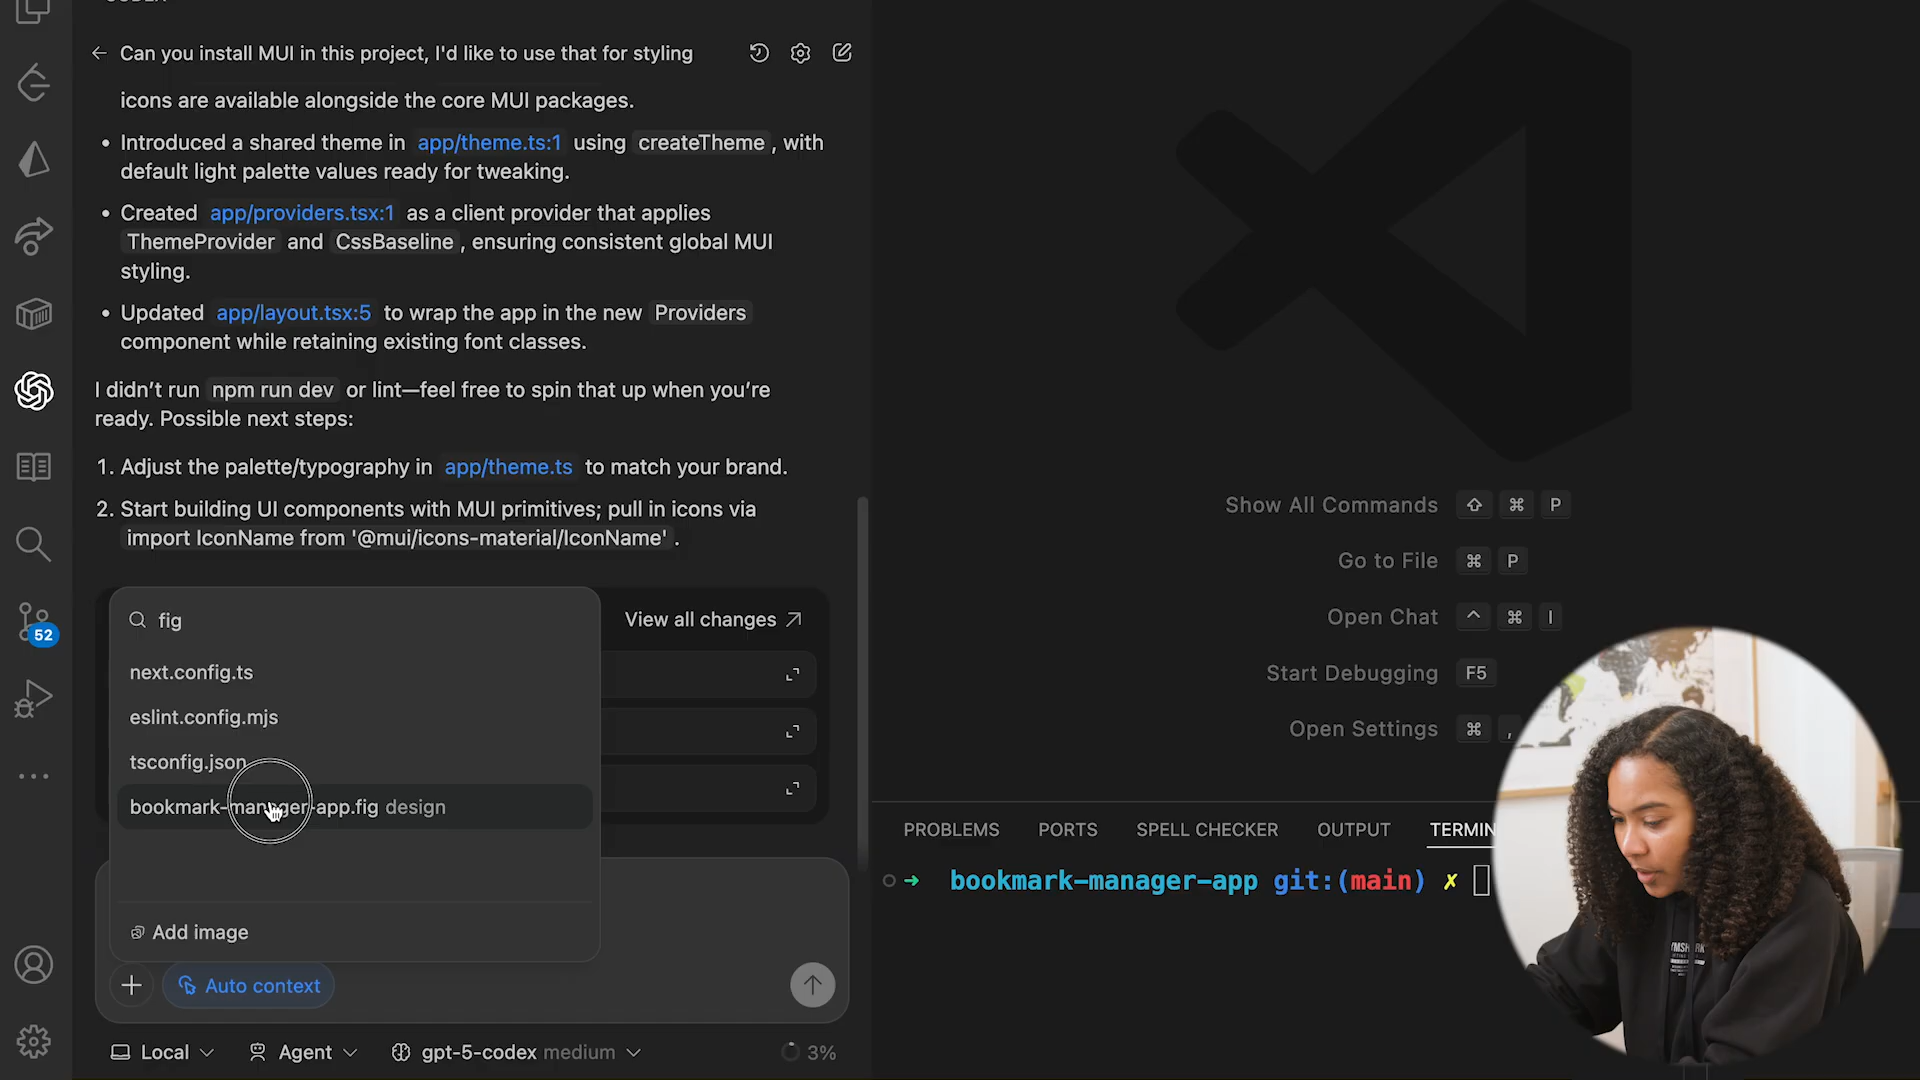 Can you install MUI in this project, I'd like to use that for styling
icons are available alongside the core MUI packages.
• Introduced a shared theme in app/theme.ts:1 using createTheme , with
default light palette values ready for tweaking.
• Created app/providers.tsx:1 as a client provider that applies
ThemeProvider and CssBaseline , ensuring consistent global MUI
styling.
• Updated app/layout.tsx:5 to wrap the app in the new Providers
component while retaining existing font classes.
I didn’t run npm run dev or lint—feel free to spin that up when you’re
ready. Possible next steps:
1. Adjust the palette/typography in app/theme.ts to match your brand.
2. Start building UI components with MUI primitives; pull in icons via
import IconName from '@mui/icons-material/IconName' .
fig
View all changes
next.config.ts
eslint.config.mjs
tsconfig.json
bookmark-manager-app.fig design
Add image
Auto context
Local
Agent
gpt-5-codex medium
3%
52
Show All Commands ⇧ ⌘ P
Go to File ⌘ P
Open Chat ^ ⌘ I
Start Debugging F5
Open Settings ⌘ ,
PROBLEMS PORTS SPELL CHECKER OUTPUT TERMIN
➜ bookmark-manager-app git:(main) ✗